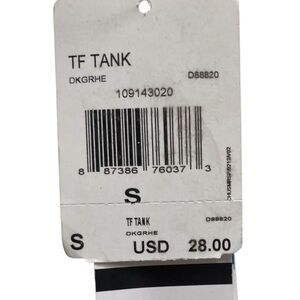 TF TANK
DKGRHE D88820
109143020
8 87386 76037 3
S
TF TANK D88820
DKGRHE
S USD 28.00